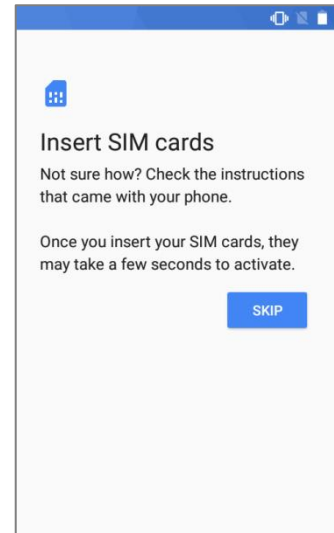 Insert SIM cards
Not sure how? Check the instructions
that came with your phone.
Once you insert your SIM cards, they
may take a few seconds to activate.
SKIP